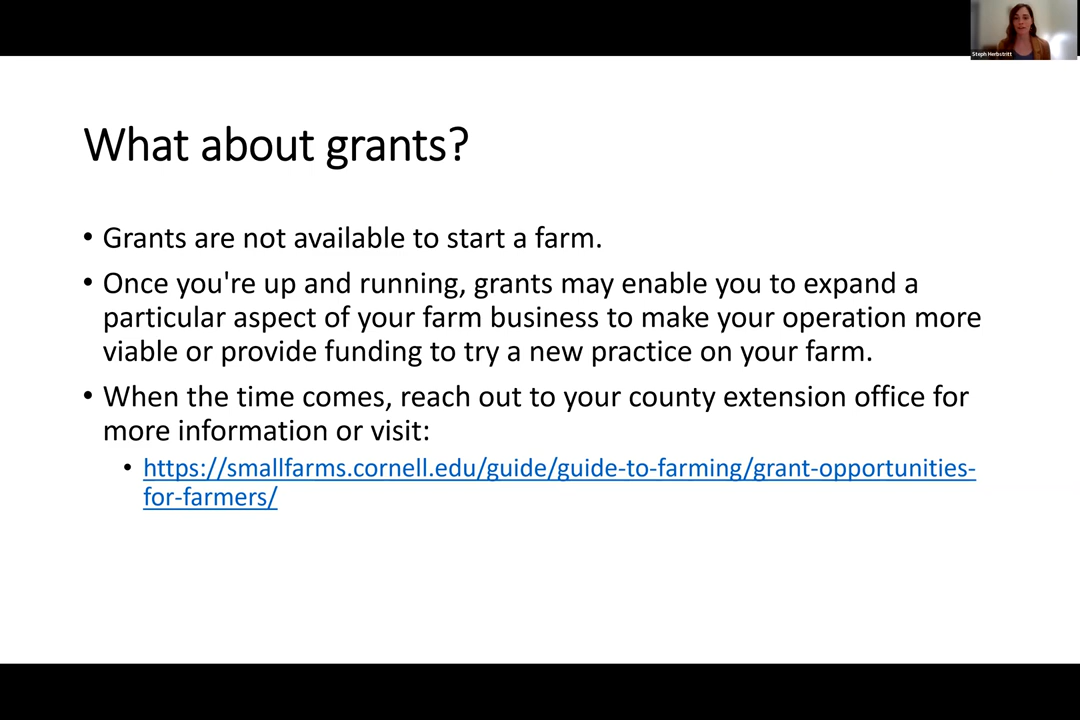 Steph Herbstritt
What about grants?
• Grants are not available to start a farm.
• Once you're up and running, grants may enable you to expand a
particular aspect of your farm business to make your operation more
viable or provide funding to try a new practice on your farm.
• When the time comes, reach out to your county extension office for
more information or visit:
• https://smallfarms.cornell.edu/guide/guide-to-farming/grant-opportunities-
for-farmers/